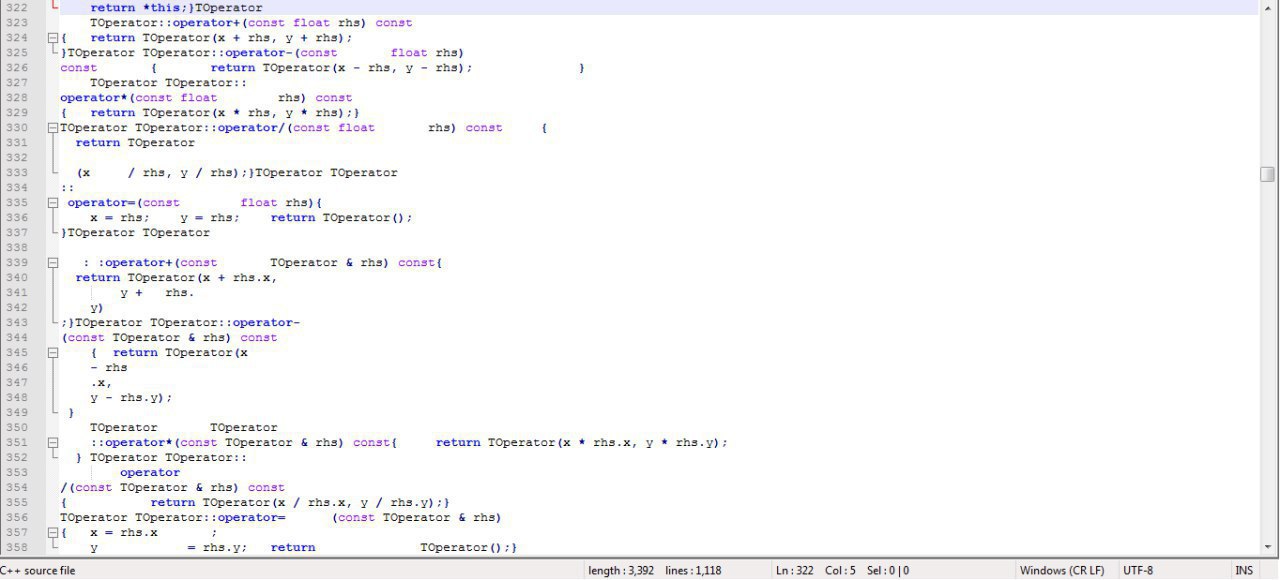 322 return *this;}TOperator
323 TOperator::operator+(const float rhs) const
324 { return TOperator(x + rhs, y + rhs);
325 }TOperator TOperator::operator-(const float rhs)
326 const { return TOperator(x - rhs, y - rhs); }
327 TOperator TOperator::
328 operator*(const float rhs) const
329 { return TOperator(x * rhs, y * rhs);}
330 TOperator TOperator::operator/(const float rhs) const {
331 return TOperator
332
333 (x / rhs, y / rhs);}TOperator TOperator
334 ::
335 operator=(const float rhs){
336 x = rhs; y = rhs; return TOperator();
337 }TOperator TOperator
338
339 : :operator+(const TOperator & rhs) const{
340 return TOperator(x + rhs.x,
341 y + rhs.
342 y)
343 ;}TOperator TOperator::operator-
344 (const TOperator & rhs) const
345 { return TOperator(x
346 - rhs
347 .x,
348 y - rhs.y);
349 }
350 TOperator TOperator
351 ::operator*(const TOperator & rhs) const{ return TOperator(x * rhs.x, y * rhs.y);
352 } TOperator TOperator::
353 operator
354 /(const TOperator & rhs) const
355 { return TOperator(x / rhs.x, y / rhs.y);}
356 TOperator TOperator::operator= (const TOperator & rhs)
357 { x = rhs.x ;
358 y = rhs.y; return TOperator();}
C++ source file length : 3,392 lines : 1,118 Ln : 322 Col : 5 Sel : 0 | 0 Windows (CR LF) UTF-8 INS